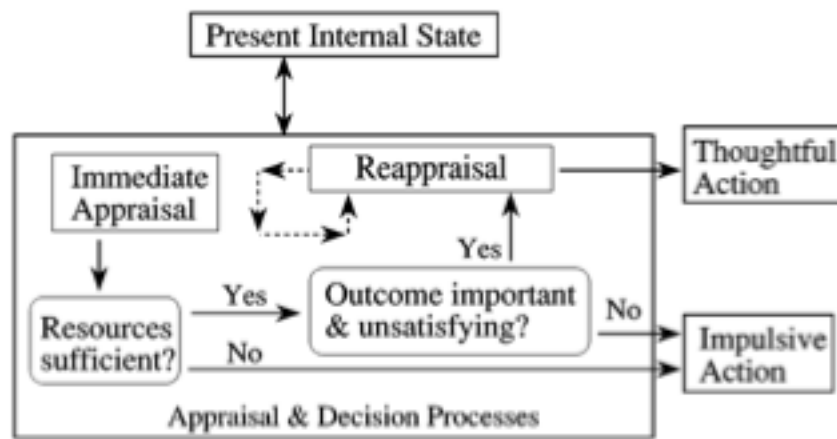 Present Internal State
Immediate
Appraisal
Reappraisal
Thoughtful
Action
Yes
Resources
sufficient?
Yes
No
Outcome important
& unsatisfying?
No
Impulsive
Action
Appraisal & Decision Processes